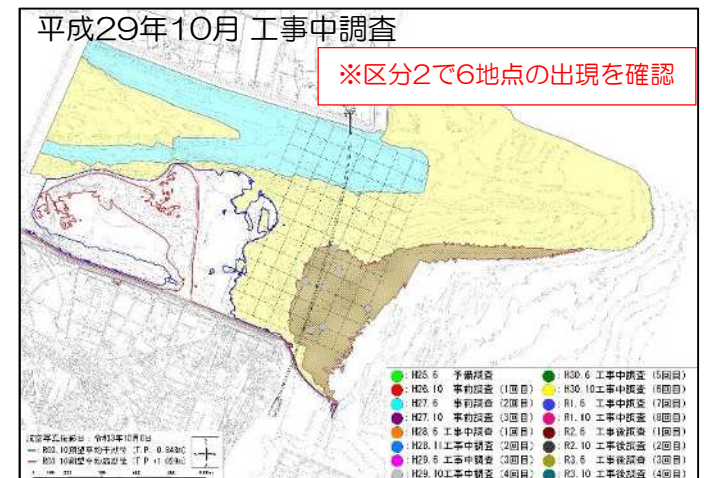 平成29年10月 工事中調査
※区分2で6地点の出現を確認
: H25. 6 予備調査
: H26.10 事前調査 (1回目)
: H27. 6 事前調査 (2回目)
: H27.10 事前調査 (3回目)
: H28. 6 工事中調査 (1回目)
: H28.11工事中調査 (2回目)
: H29. 6 工事中調査 (3回目)
: H29.10工事中調査 (4回目)
: H30. 6 工事中調査 (5回目)
: H30.10工事中調査 (6回目)
: R1. 6 工事中調査 (7回目)
: R1.10 工事中調査 (8回目)
: R2. 6 工事後調査 (1回目)
: R2.10 工事後調査 (2回目)
: R3. 6 工事後調査 (3回目)
: R3.10 工事後調査 (4回目)